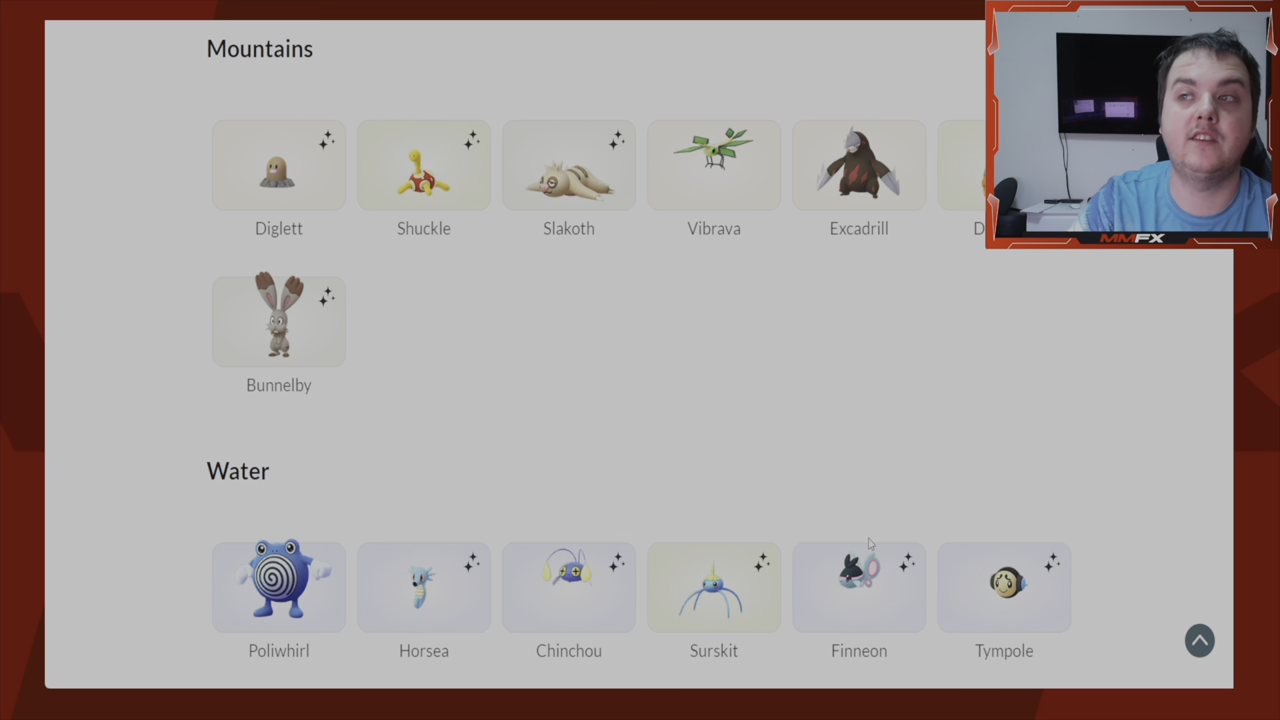 Mountains
Diglett Shuckle Slakoth Vibrava Excadrill D
MMFX
Bunnelby
Water
Poliwhirl Horsea Chinchou Surskit Finneon Tympole